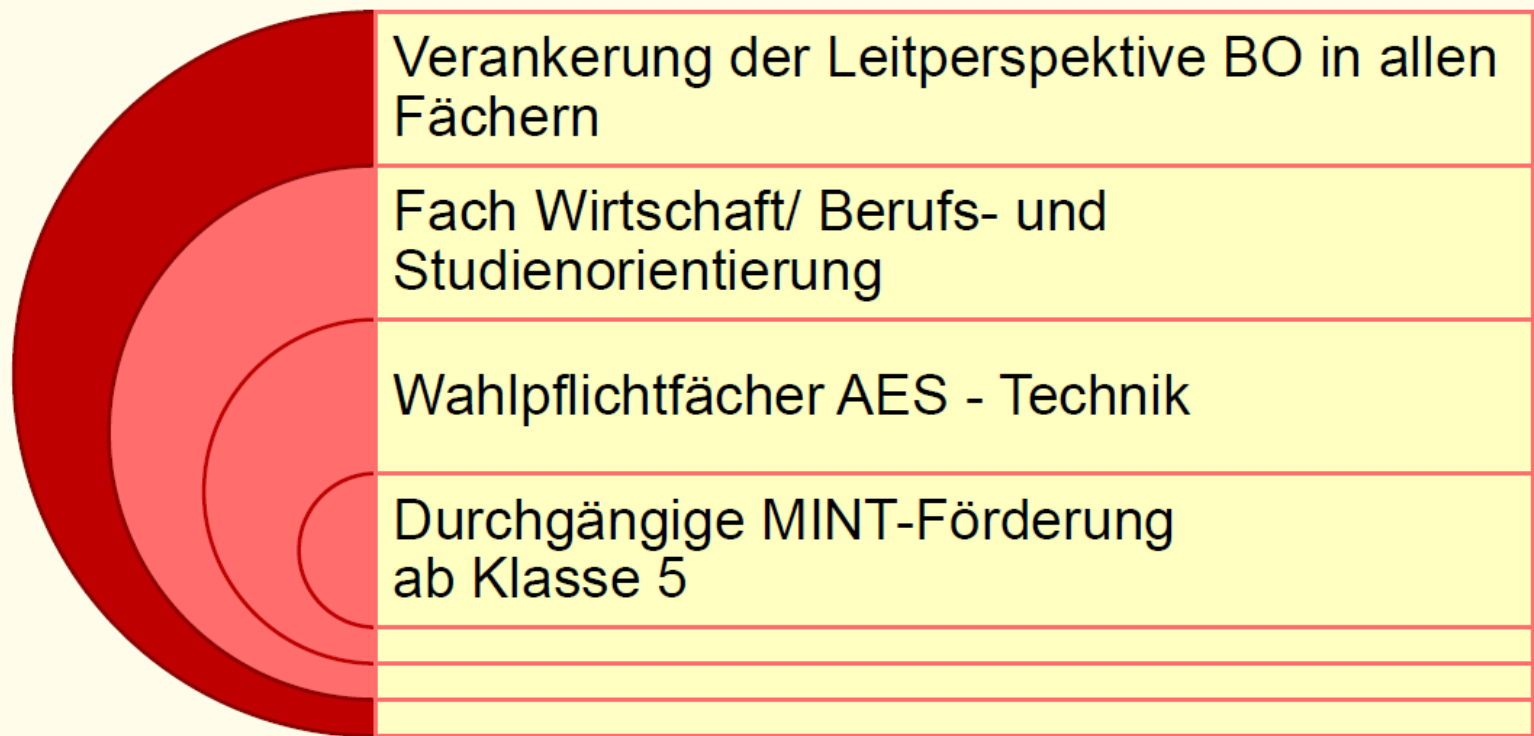 Verankerung der Leitperspektive BO in allen
Fächern
Fach Wirtschaft/ Berufs- und
Studienorientierung
Wahlpflichtfächer AES - Technik
Durchgängige MINT-Förderung
ab Klasse 5